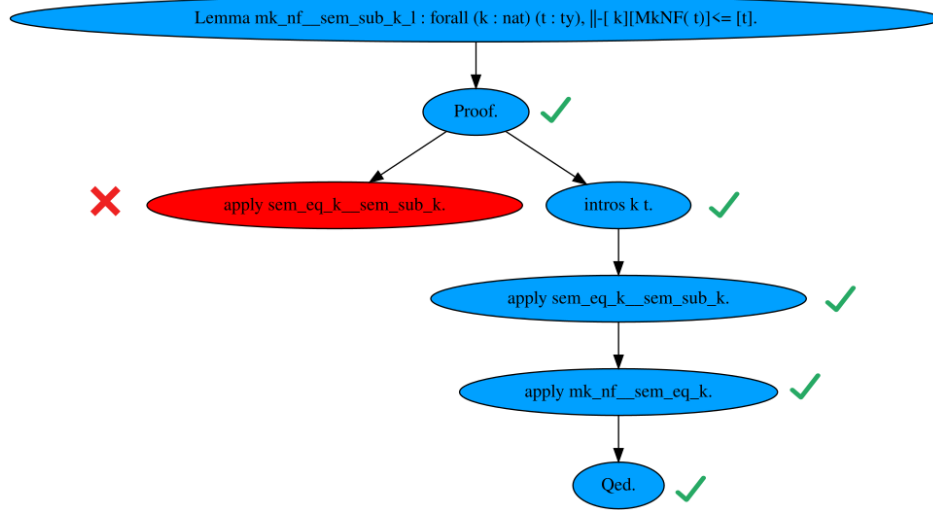 Lemma mk_nf__sem_sub_k_l : forall (k : nat) (t : ty), ||-[ k][MkNF( t)]<= [t].
Proof.
apply sem_eq_k__sem_sub_k.
intros k t.
apply sem_eq_k__sem_sub_k.
apply mk_nf__sem_eq_k.
Qed.